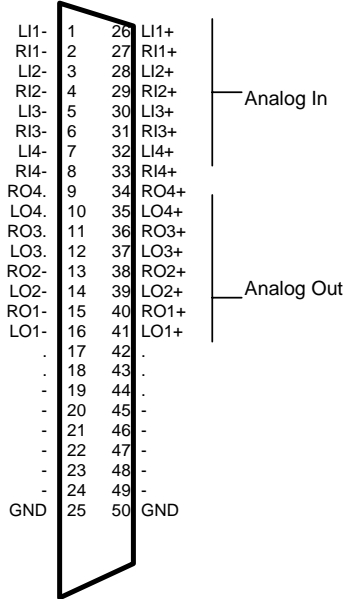 LI1- 1 26 LI1+
RI1- 2 27 RI1+
LI2- 3 28 LI2+
RI2- 4 29 RI2+
LI3- 5 30 LI3+
RI3- 6 31 RI3+
LI4- 7 32 LI4+
RI4- 8 33 RI4+
Analog In
RO4. 9 34 RO4+
LO4. 10 35 LO4+
RO3. 11 36 RO3+
LO3. 12 37 LO3+
RO2- 13 38 RO2+
LO2- 14 39 LO2+
RO1- 15 40 RO1+
LO1- 16 41 LO1+
Analog Out
. 17 42 .
. 18 43 .
- 19 44 .
- 20 45 -
- 21 46 -
- 22 47 -
- 23 48 -
- 24 49 -
GND 25 50 GND